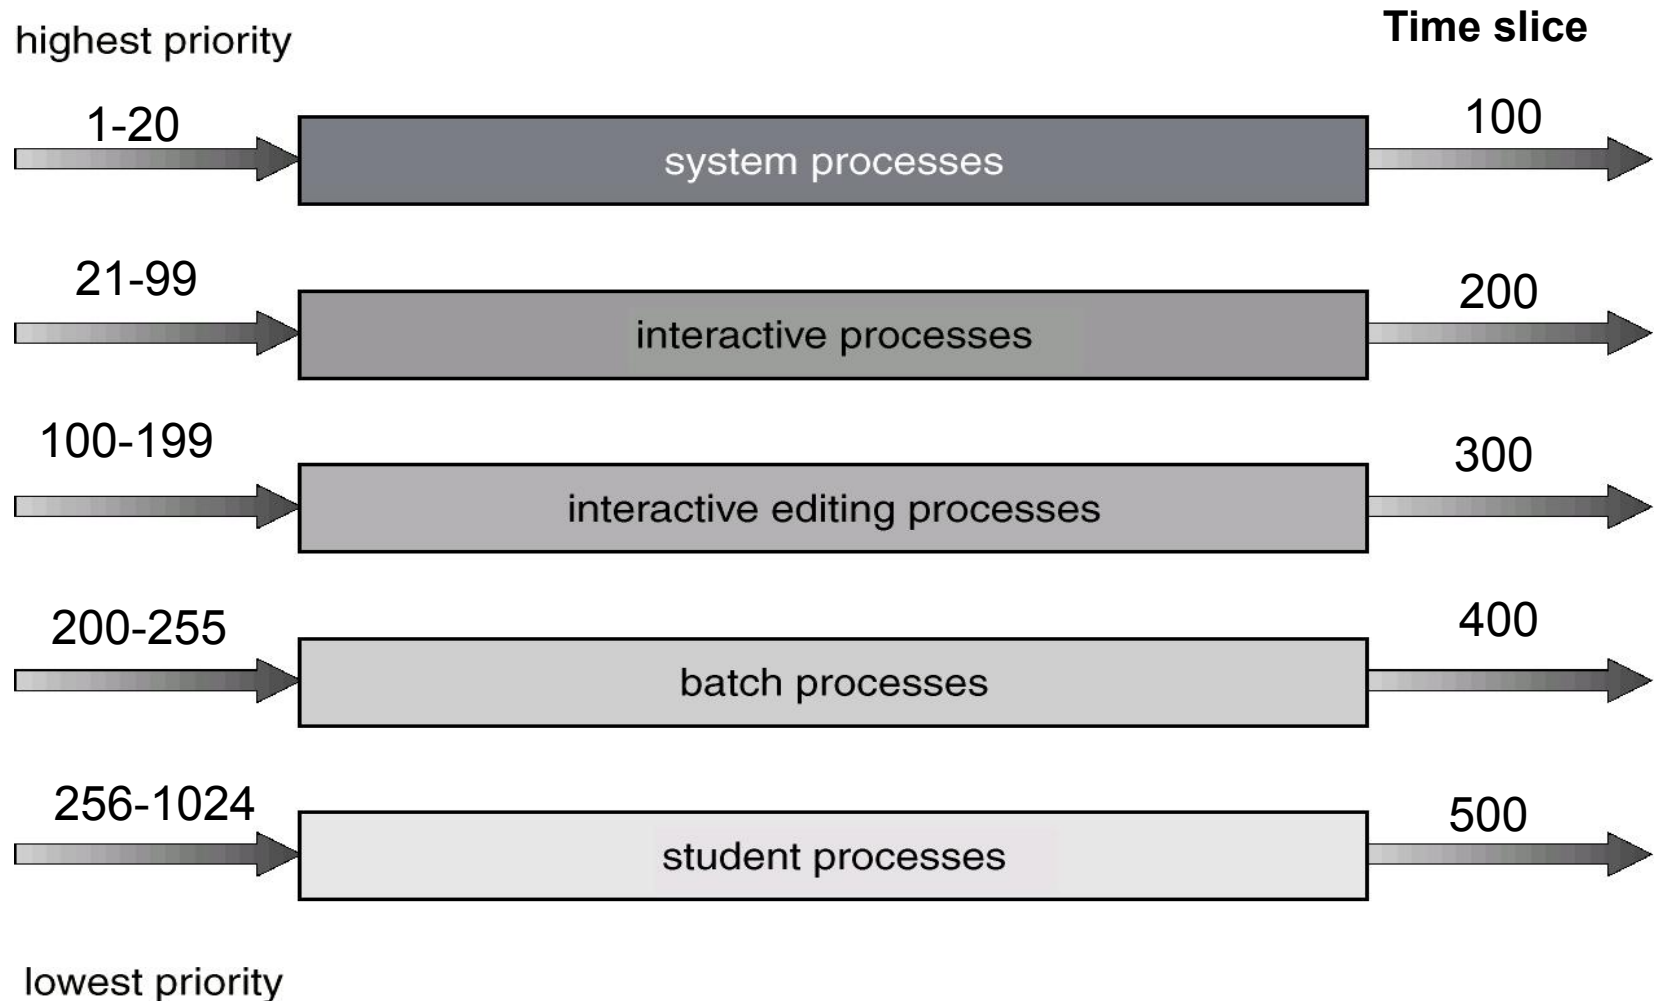 highest priority
Time slice
1-20
system processes
100
21-99
interactive processes
200
100-199
interactive editing processes
300
200-255
batch processes
400
256-1024
student processes
500
lowest priority